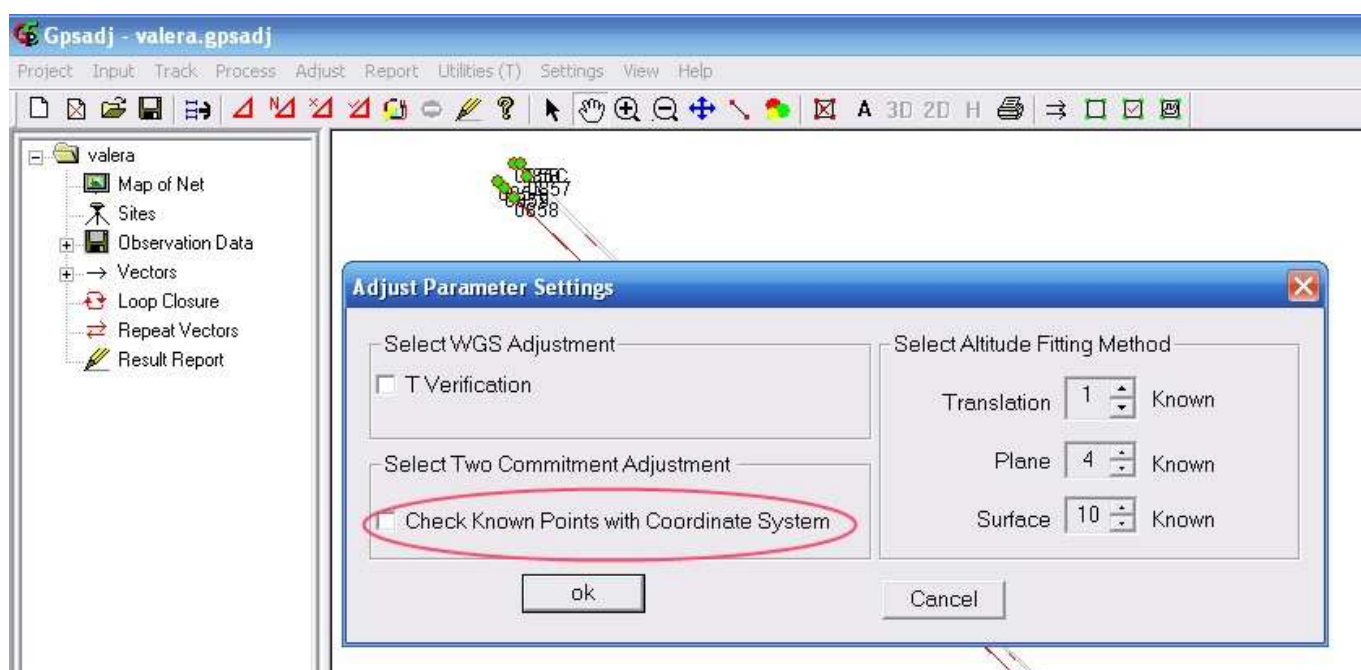 Gpsadj - valera.gpsadj
Project Input Track Process Adjust Report Utilities (T) Settings View Help
A 3D 2D H
valera
Map of Net
Sites
Observation Data
Vectors
Loop Closure
Repeat Vectors
Result Report
0857
0858
Adjust Parameter Settings
Select WGS Adjustment
T Verification
Select Two Commitment Adjustment
Check Known Points with Coordinate System
Select Altitude Fitting Method
Translation 1 Known
Plane 4 Known
Surface 10 Known
ok
Cancel